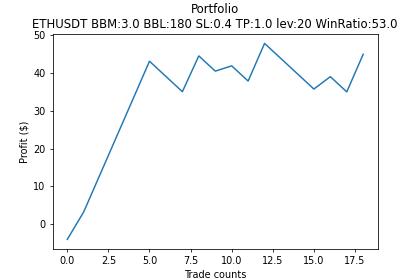 Portfolio
ETHUSDT BBM:3.0 BBL:180 SL:0.4 TP:1.0 lev:20 WinRatio:53.0
50
40
30
20
10
0
Profit ($)
0.0 2.5 5.0 7.5 10.0 12.5 15.0 17.5
Trade counts